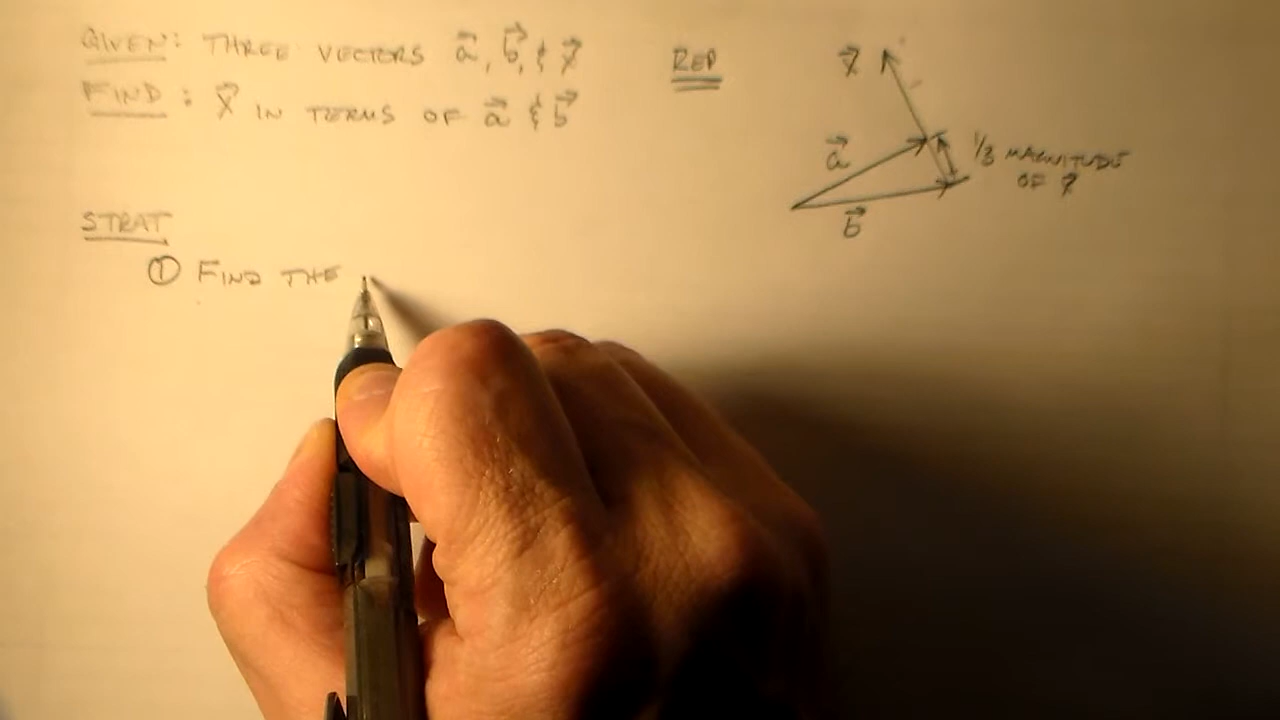 GIVEN: THREE VECTORS a⃗, b⃗, & x⃗
FIND: x⃗ IN TERMS OF a⃗ & b⃗
REP
x⃗
a⃗
b⃗
1/3 MAGNITUDE
OF x⃗
STRAT
① FIND THE